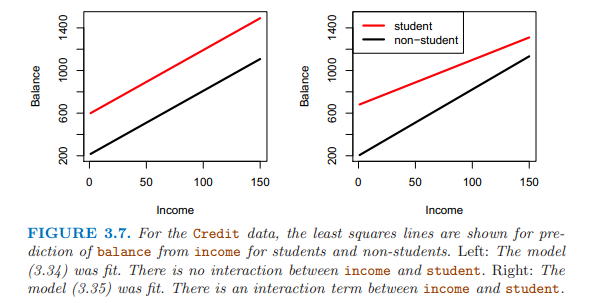 1400
1000
600
200
Balance
0 50 100 150
Income
student
non−student
1400
1000
600
200
Balance
0 50 100 150
Income
FIGURE 3.7. For the Credit data, the least squares lines are shown for pre-
diction of balance from income for students and non-students. Left: The model
(3.34) was fit. There is no interaction between income and student. Right: The
model (3.35) was fit. There is an interaction term between income and student.